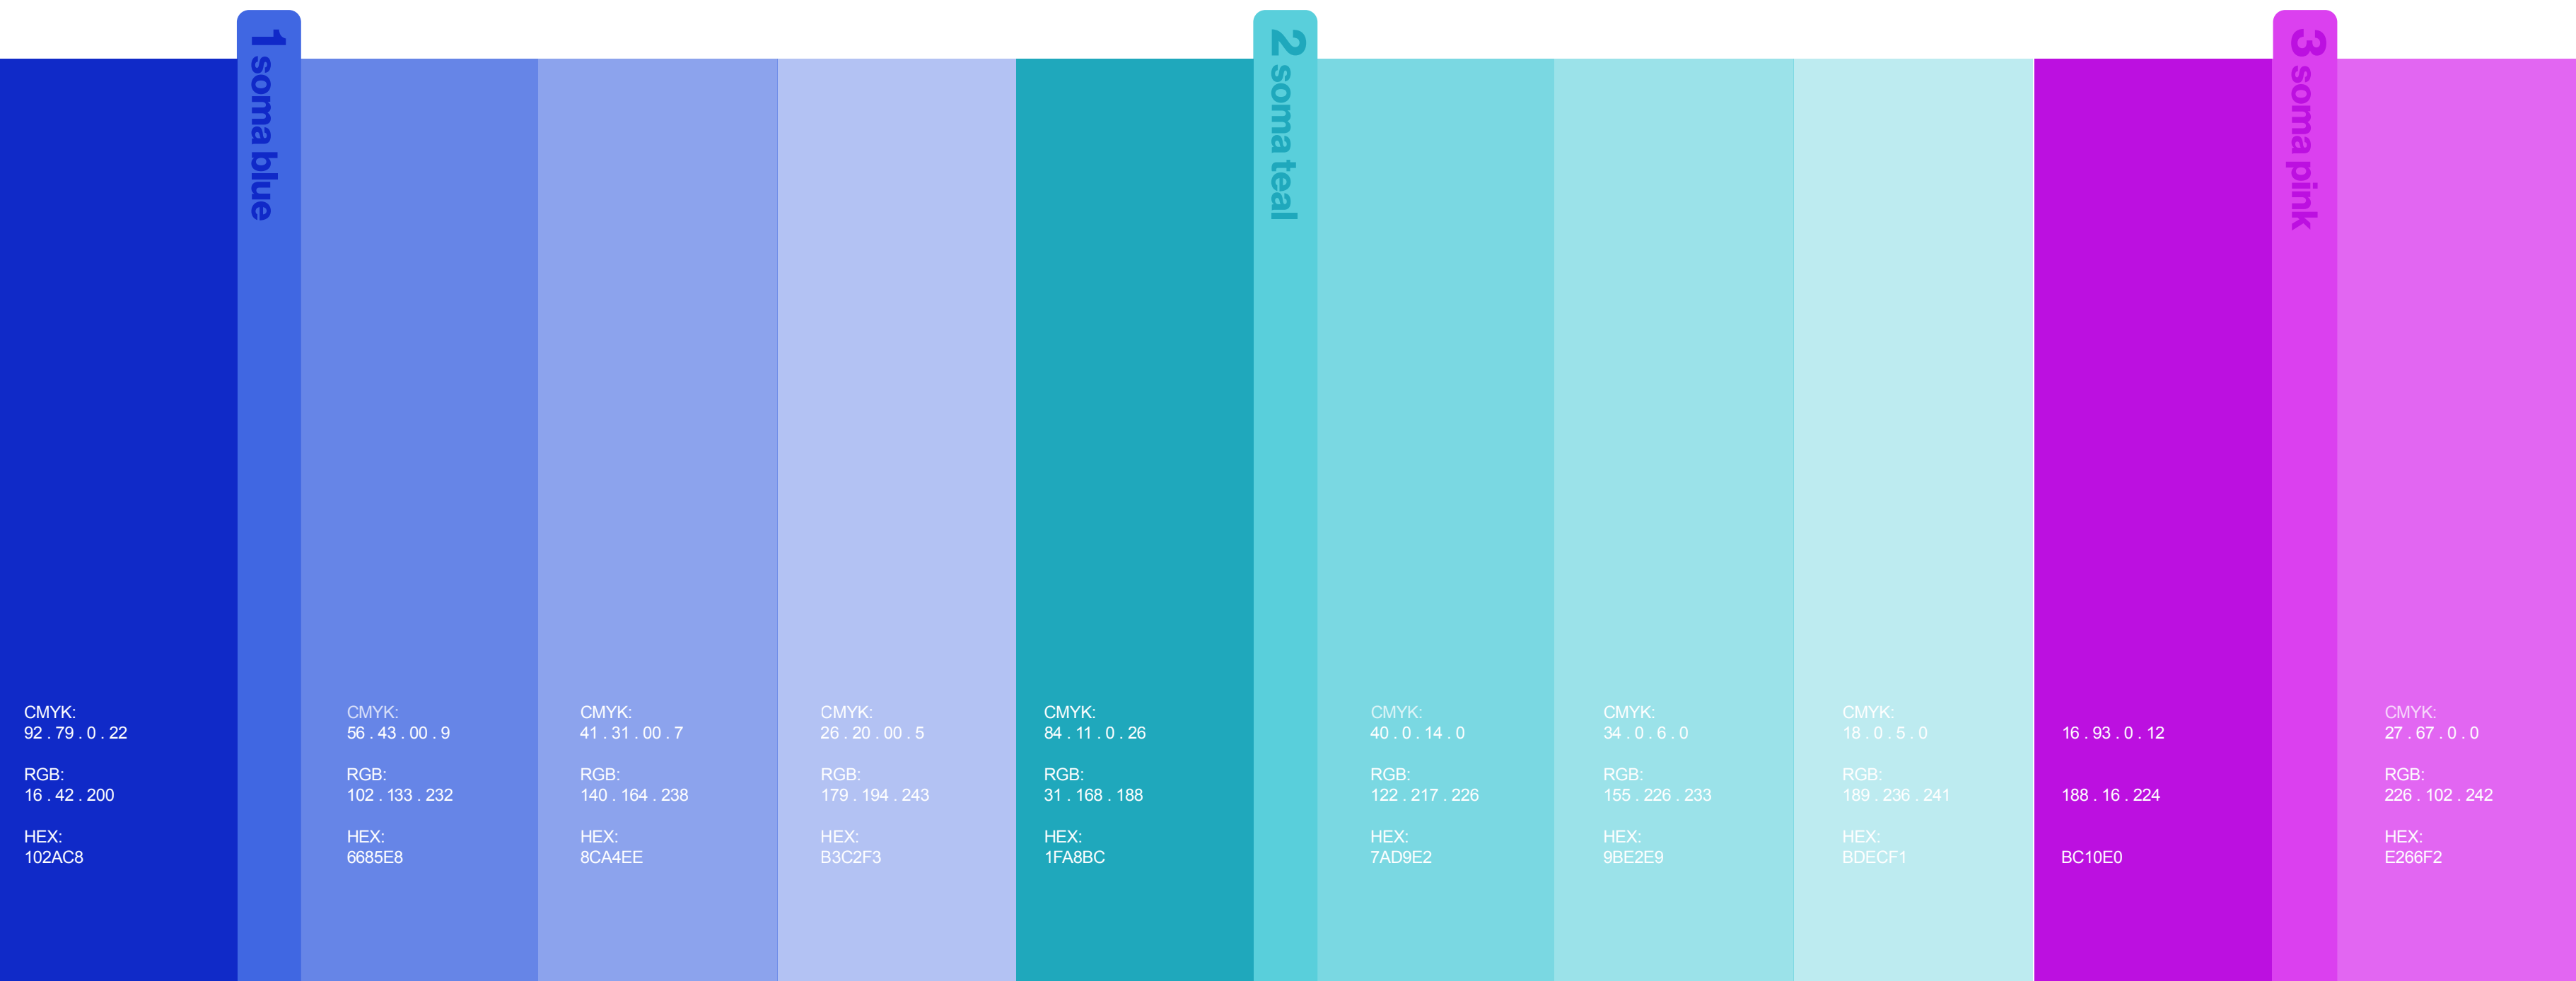 1 soma blue
2 soma teal
3 soma pink
CMYK:
92 . 79 . 0 . 22
RGB:
16 . 42 . 200
HEX:
102AC8
CMYK:
56 . 43 . 00 . 9
RGB:
102 . 133 . 232
HEX:
6685E8
CMYK:
41 . 31 . 00 . 7
RGB:
140 . 164 . 238
HEX:
8CA4EE
CMYK:
26 . 20 . 00 . 5
RGB:
179 . 194 . 243
HEX:
B3C2F3
CMYK:
84 . 11 . 0 . 26
RGB:
31 . 168 . 188
HEX:
1FA8BC
CMYK:
40 . 0 . 14 . 0
RGB:
122 . 217 . 226
HEX:
7AD9E2
CMYK:
34 . 0 . 6 . 0
RGB:
155 . 226 . 233
HEX:
9BE2E9
CMYK:
18 . 0 . 5 . 0
RGB:
189 . 236 . 241
HEX:
BDECF1
16 . 93 . 0 . 12
188 . 16 . 224
BC10E0
CMYK:
27 . 67 . 0 . 0
RGB:
226 . 102 . 242
HEX:
E266F2